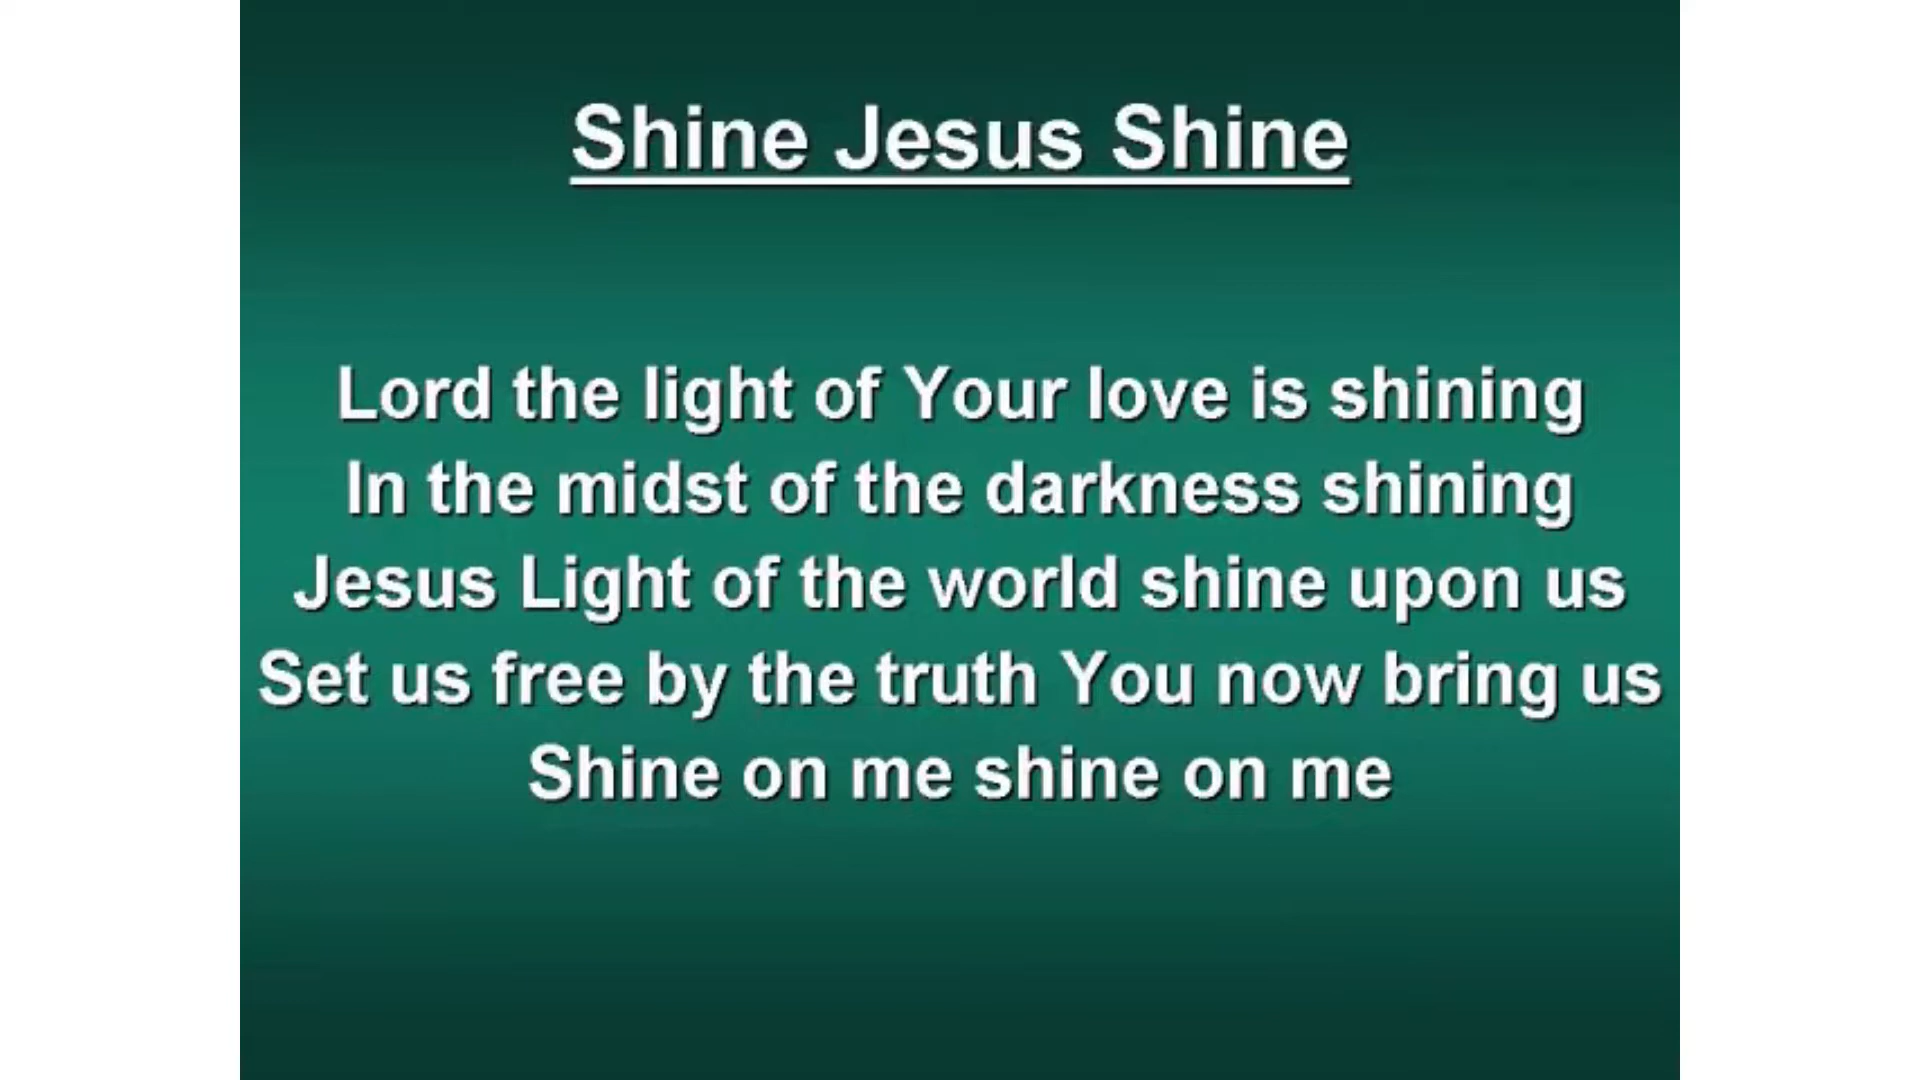 Shine Jesus Shine
Lord the light of Your love is shining
In the midst of the darkness shining
Jesus Light of the world shine upon us
Set us free by the truth You now bring us
Shine on me shine on me